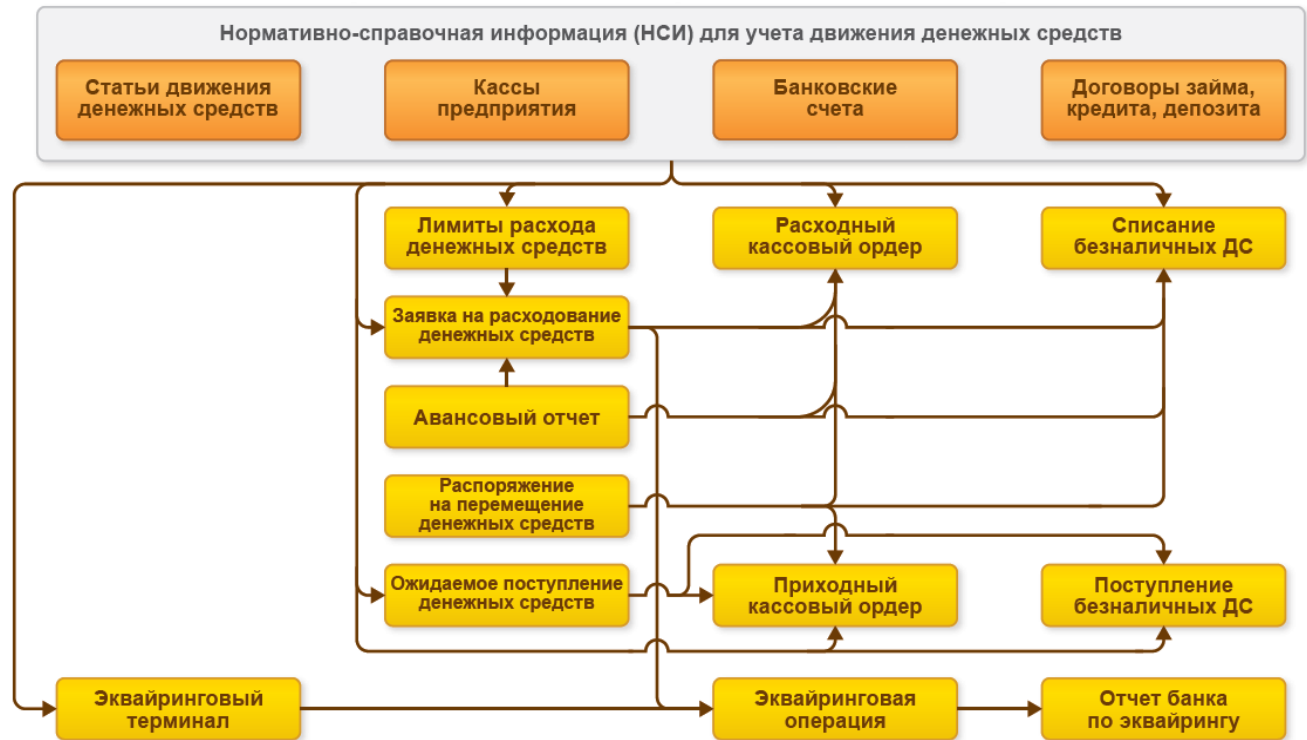 Нормативно-справочная информация (НСИ) для учета движения денежных средств
Статьи движения
денежных средств
Кассы
предприятия
Банковские
счета
Договоры займа,
кредита, депозита
Лимиты расхода
денежных средств
Расходный
кассовый ордер
Списание
безналичных ДС
Заявка на расходование
денежных средств
Авансовый отчет
Распоряжение
на перемещение
денежных средств
Ожидаемое поступление
денежных средств
Приходный
кассовый ордер
Поступление
безналичных ДС
Эквайринговый
терминал
Эквайринговая
операция
Отчет банка
по эквайрингу